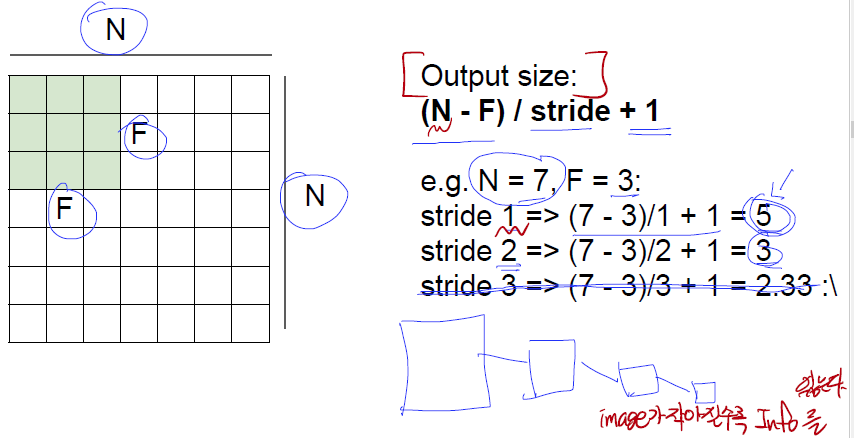 N
F
F
N
Output size:
(N - F) / stride + 1
e.g. N = 7, F = 3:
stride 1 => (7 - 3)/1 + 1 = 5
stride 2 => (7 - 3)/2 + 1 = 3
stride 3 => (7 - 3)/3 + 1 = 2.33 :\
image가 작아질수록 Info를
잃는다.